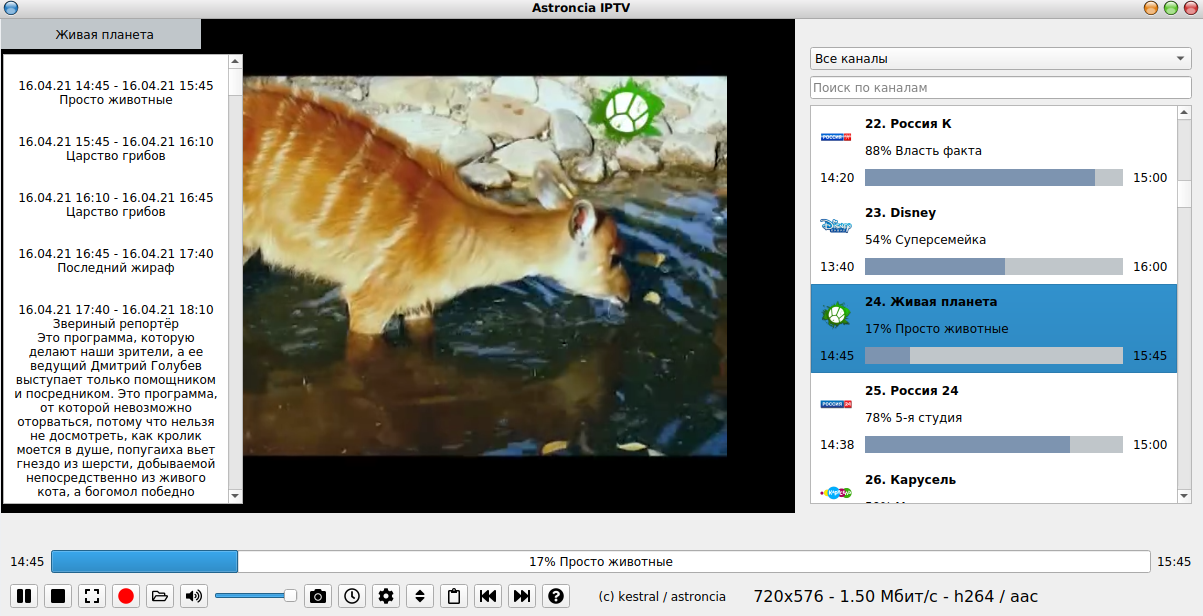 Astroncia IPTV
Живая планета
16.04.21 14:45 - 16.04.21 15:45
Просто животные
16.04.21 15:45 - 16.04.21 16:10
Царство грибов
16.04.21 16:10 - 16.04.21 16:45
Царство грибов
16.04.21 16:45 - 16.04.21 17:40
Последний жираф
16.04.21 17:40 - 16.04.21 18:10
Звериный репортёр
Это программа, которую
делают наши зрители, а ее
ведущий Дмитрий Голубев
выступает только помощником
и посредником. Это программа,
от которой невозможно
оторваться, потому что нельзя
не досмотреть, как кролик
моется в душе, попугаиха вьет
гнездо из шерсти, добываемой
непосредственно из живого
кота, а богомол победно
Все каналы
Поиск по каналам
22. Россия К
РОССИЯ
88% Власть факта
14:20 15:00
23. Disney
Disney
54% Суперсемейка
13:40 16:00
24. Живая планета
17% Просто животные
14:45 15:45
25. Россия 24
РОССИЯ 24
78% 5-я студия
14:38 15:00
26. Карусель
14:45 17% Просто животные 15:45
(c) kestral / astroncia
720x576 - 1.50 Мбит/с - h264 / aac